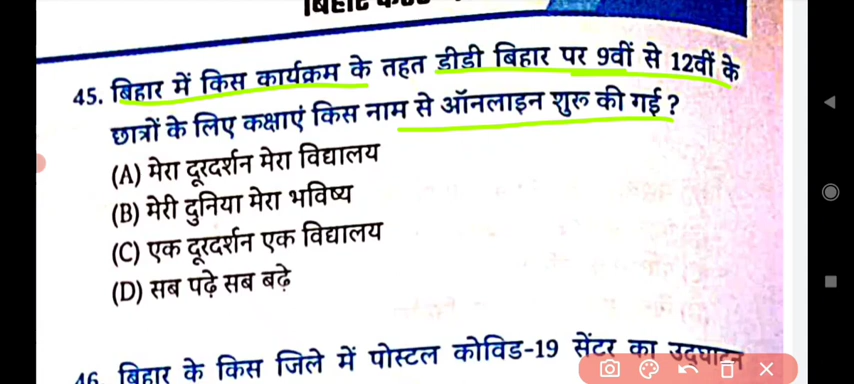 बिहार
45. बिहार में किस कार्यक्रम के तहत डीडी बिहार पर 9वीं से 12वीं के
छात्रों के लिए कक्षाएं किस नाम से ऑनलाइन शुरू की गई ?
(A) मेरा दूरदर्शन मेरा विद्यालय
(B) मेरी दुनिया मेरा भविष्य
(C) एक दूरदर्शन एक विद्यालय
(D) सब पढ़े सब बढ़े
46. बिहार के किस जिले में पोस्टल कोविड-19 सेंटर का उद्घाटन